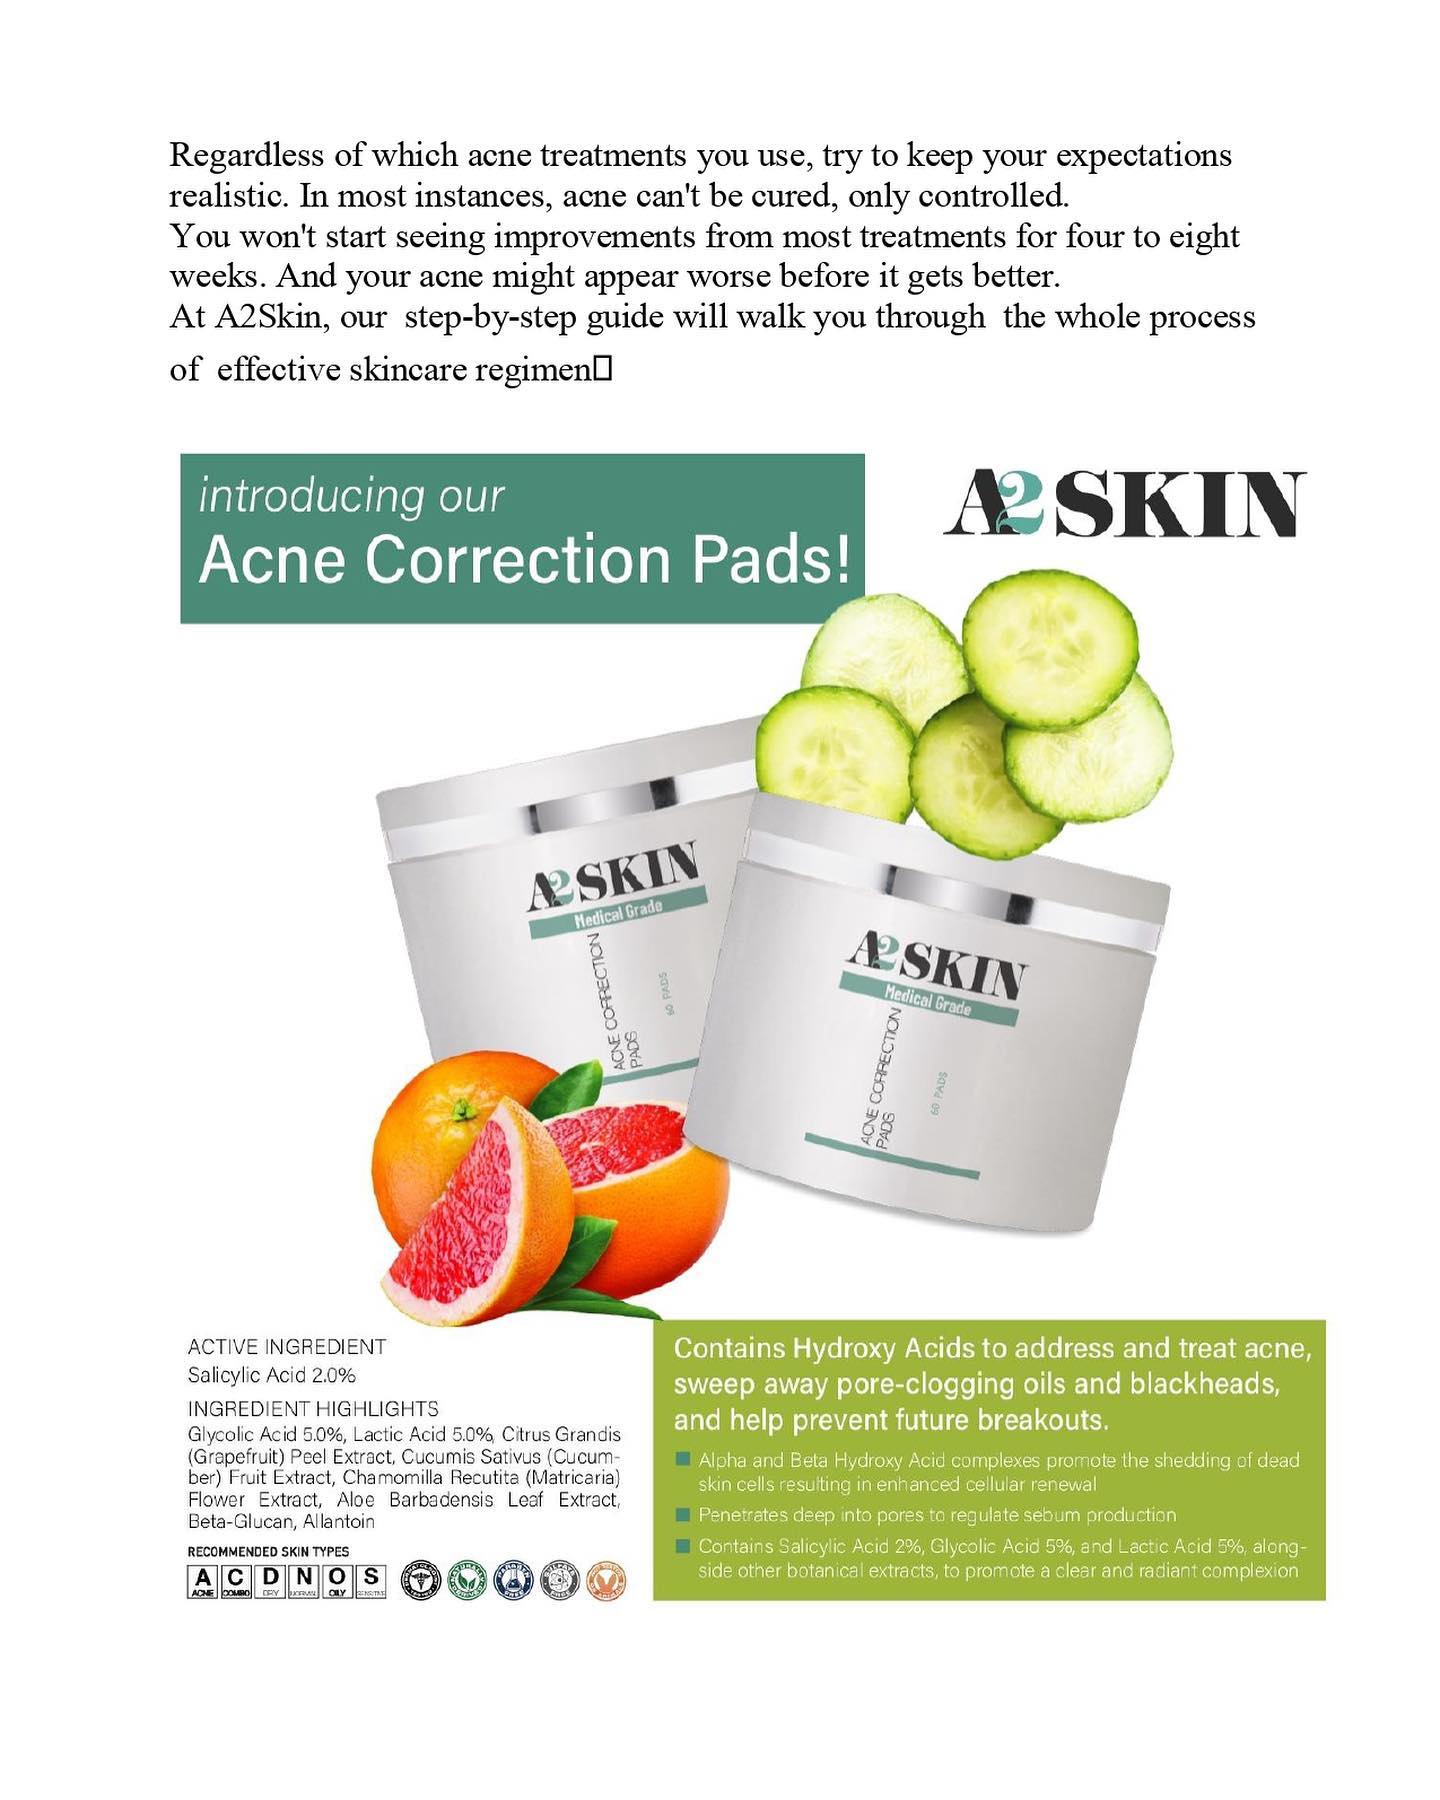 Regardless of which acne treatments you use, try to keep your expectations
realistic. In most instances, acne can't be cured, only controlled.
You won't start seeing improvements from most treatments for four to eight
weeks. And your acne might appear worse before it gets better.
At A2Skin, our  step-by-step guide will walk you through  the whole process
of  effective skincare regimen
introducing our
Acne Correction Pads!
A2SKIN
A2SKIN
Medical Grade
ACNE CORRECTION
PADS
60 PADS
A2SKIN
Medical Grade
ACNE CORRECTION
PADS
60 PADS
ACTIVE INGREDIENT
Salicylic Acid 2.0%
INGREDIENT HIGHLIGHTS
Glycolic Acid 5.0%, Lactic Acid 5.0%, Citrus Grandis
(Grapefruit) Peel Extract, Cucumis Sativus (Cucum-
ber) Fruit Extract, Chamomilla Recutita (Matricaria)
Flower Extract, Aloe Barbadensis Leaf Extract,
Beta-Glucan, Allantoin
RECOMMENDED SKIN TYPES
A C D N O S
ACNE COMBO DRY NORMAL OILY SENSITIVE
Contains Hydroxy Acids to address and treat acne,
sweep away pore-clogging oils and blackheads,
and help prevent future breakouts.
Alpha and Beta Hydroxy Acid complexes promote the shedding of dead
skin cells resulting in enhanced cellular renewal
Penetrates deep into pores to regulate sebum production
Contains Salicylic Acid 2%, Glycolic Acid 5%, and Lactic Acid 5%, along-
side other botanical extracts, to promote a clear and radiant complexion